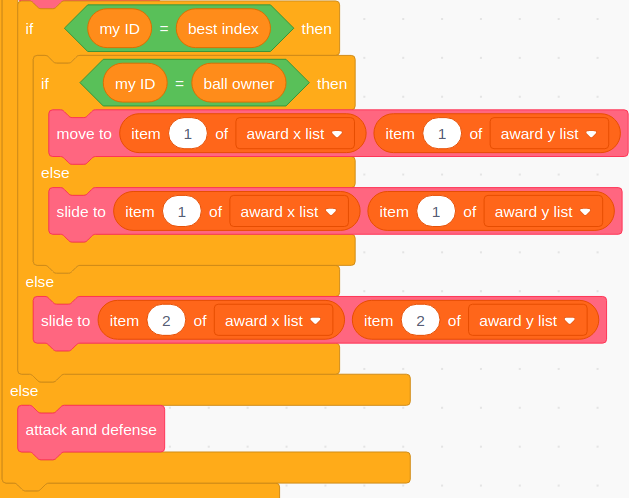 if my ID = best index then
if my ID = ball owner then
move to item 1 of award x list item 1 of award y list
else
slide to item 1 of award x list item 1 of award y list
else
slide to item 2 of award x list item 2 of award y list
else
attack and defense